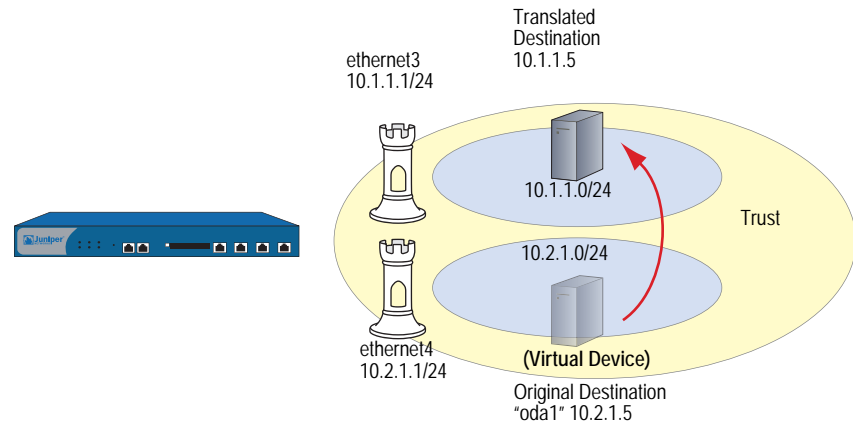 Translated
Destination
10.1.1.5
ethernet3
10.1.1.1/24
10.1.1.0/24
Trust
Juniper
10.2.1.0/24
ethernet4
10.2.1.1/24
(Virtual Device)
Original Destination
“oda1” 10.2.1.5